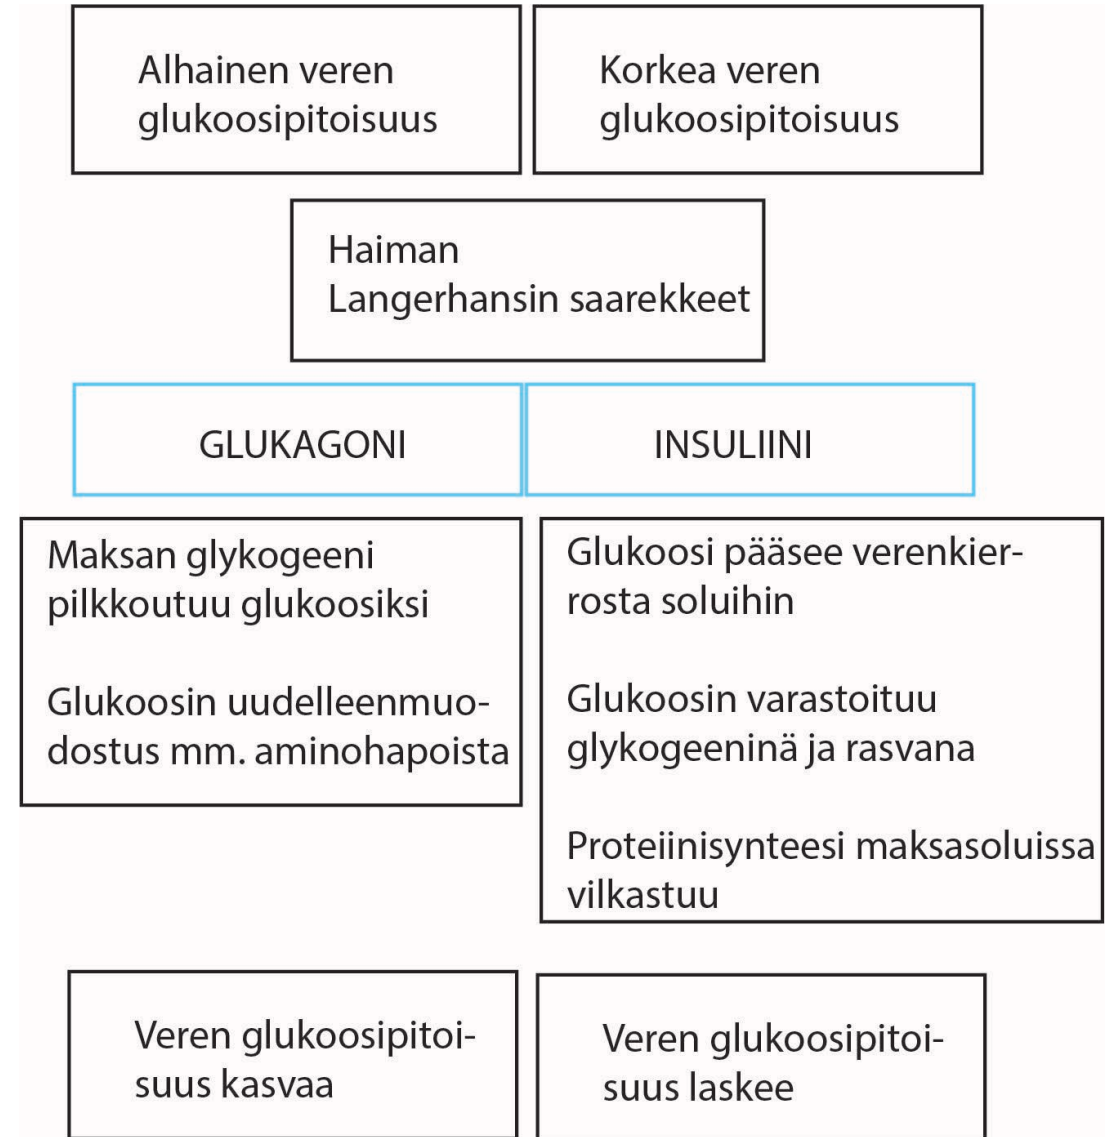 Alhainen veren
glukoosipitoisuus
Korkea veren
glukoosipitoisuus
Haiman
Langerhansin saarekkeet
GLUKAGONI
INSULIINI
Maksan glykogeeni
pilkkoutuu glukoosiksi
Glukoosin uudelleenmuo-
dostus mm. aminohapoista
Glukoosi pääsee verenkier-
rosta soluihin
Glukoosin varastoituu
glykogeeninä ja rasvana
Proteiinisynteesi maksasoluissa
vilkastuu
Veren glukoosipitoi-
suus kasvaa
Veren glukoosipitoi-
suus laskee